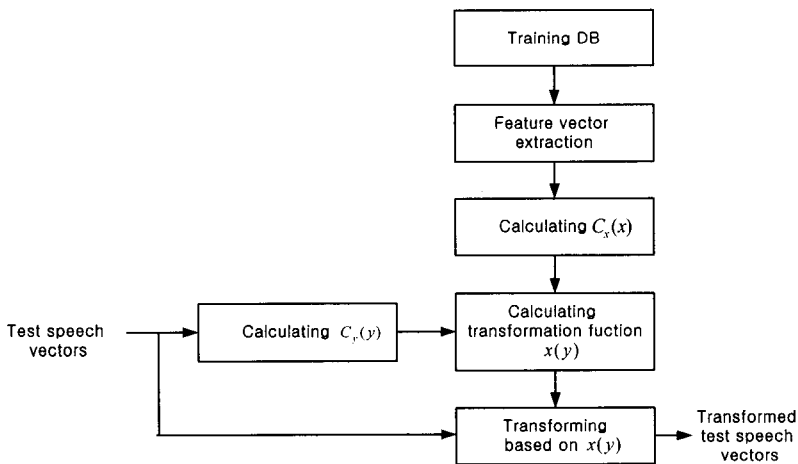 Training DB
Feature vector
extraction
Calculating Cₓ(x)
Test speech
vectors
Calculating C_y(y)
Calculating
transformation fuction
x(y)
Transforming
based on x(y)
Transformed
test speech
vectors